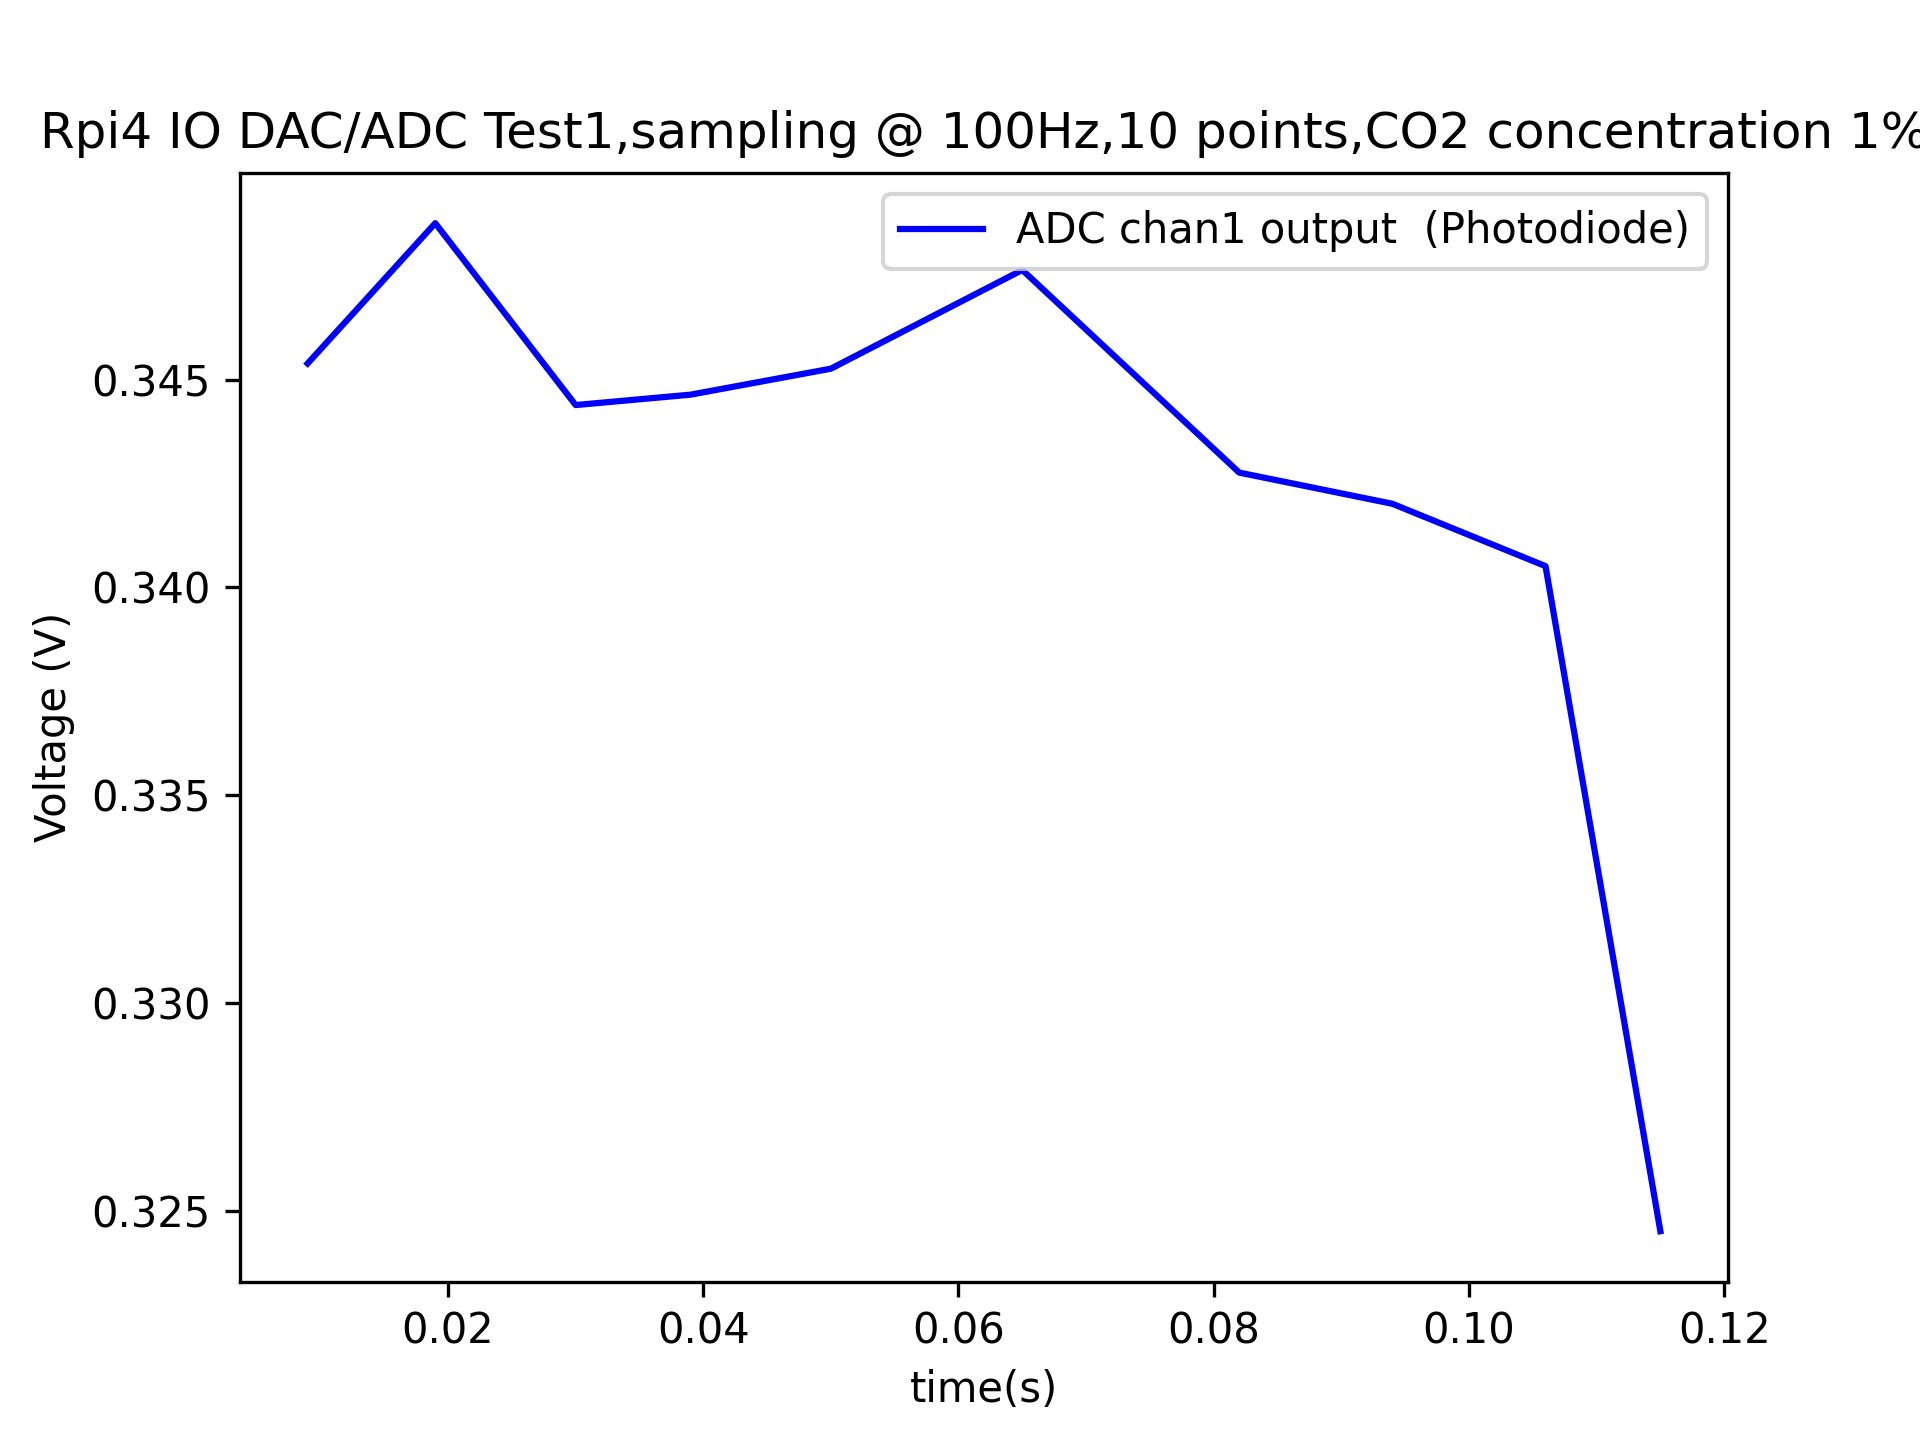 Rpi4 IO DAC/ADC Test1,sampling @ 100Hz,10 points,CO2 concentration 1%
ADC chan1 output  (Photodiode)
0.345
0.340
0.335
0.330
0.325
Voltage (V)
0.02 0.04 0.06 0.08 0.10 0.12
time(s)